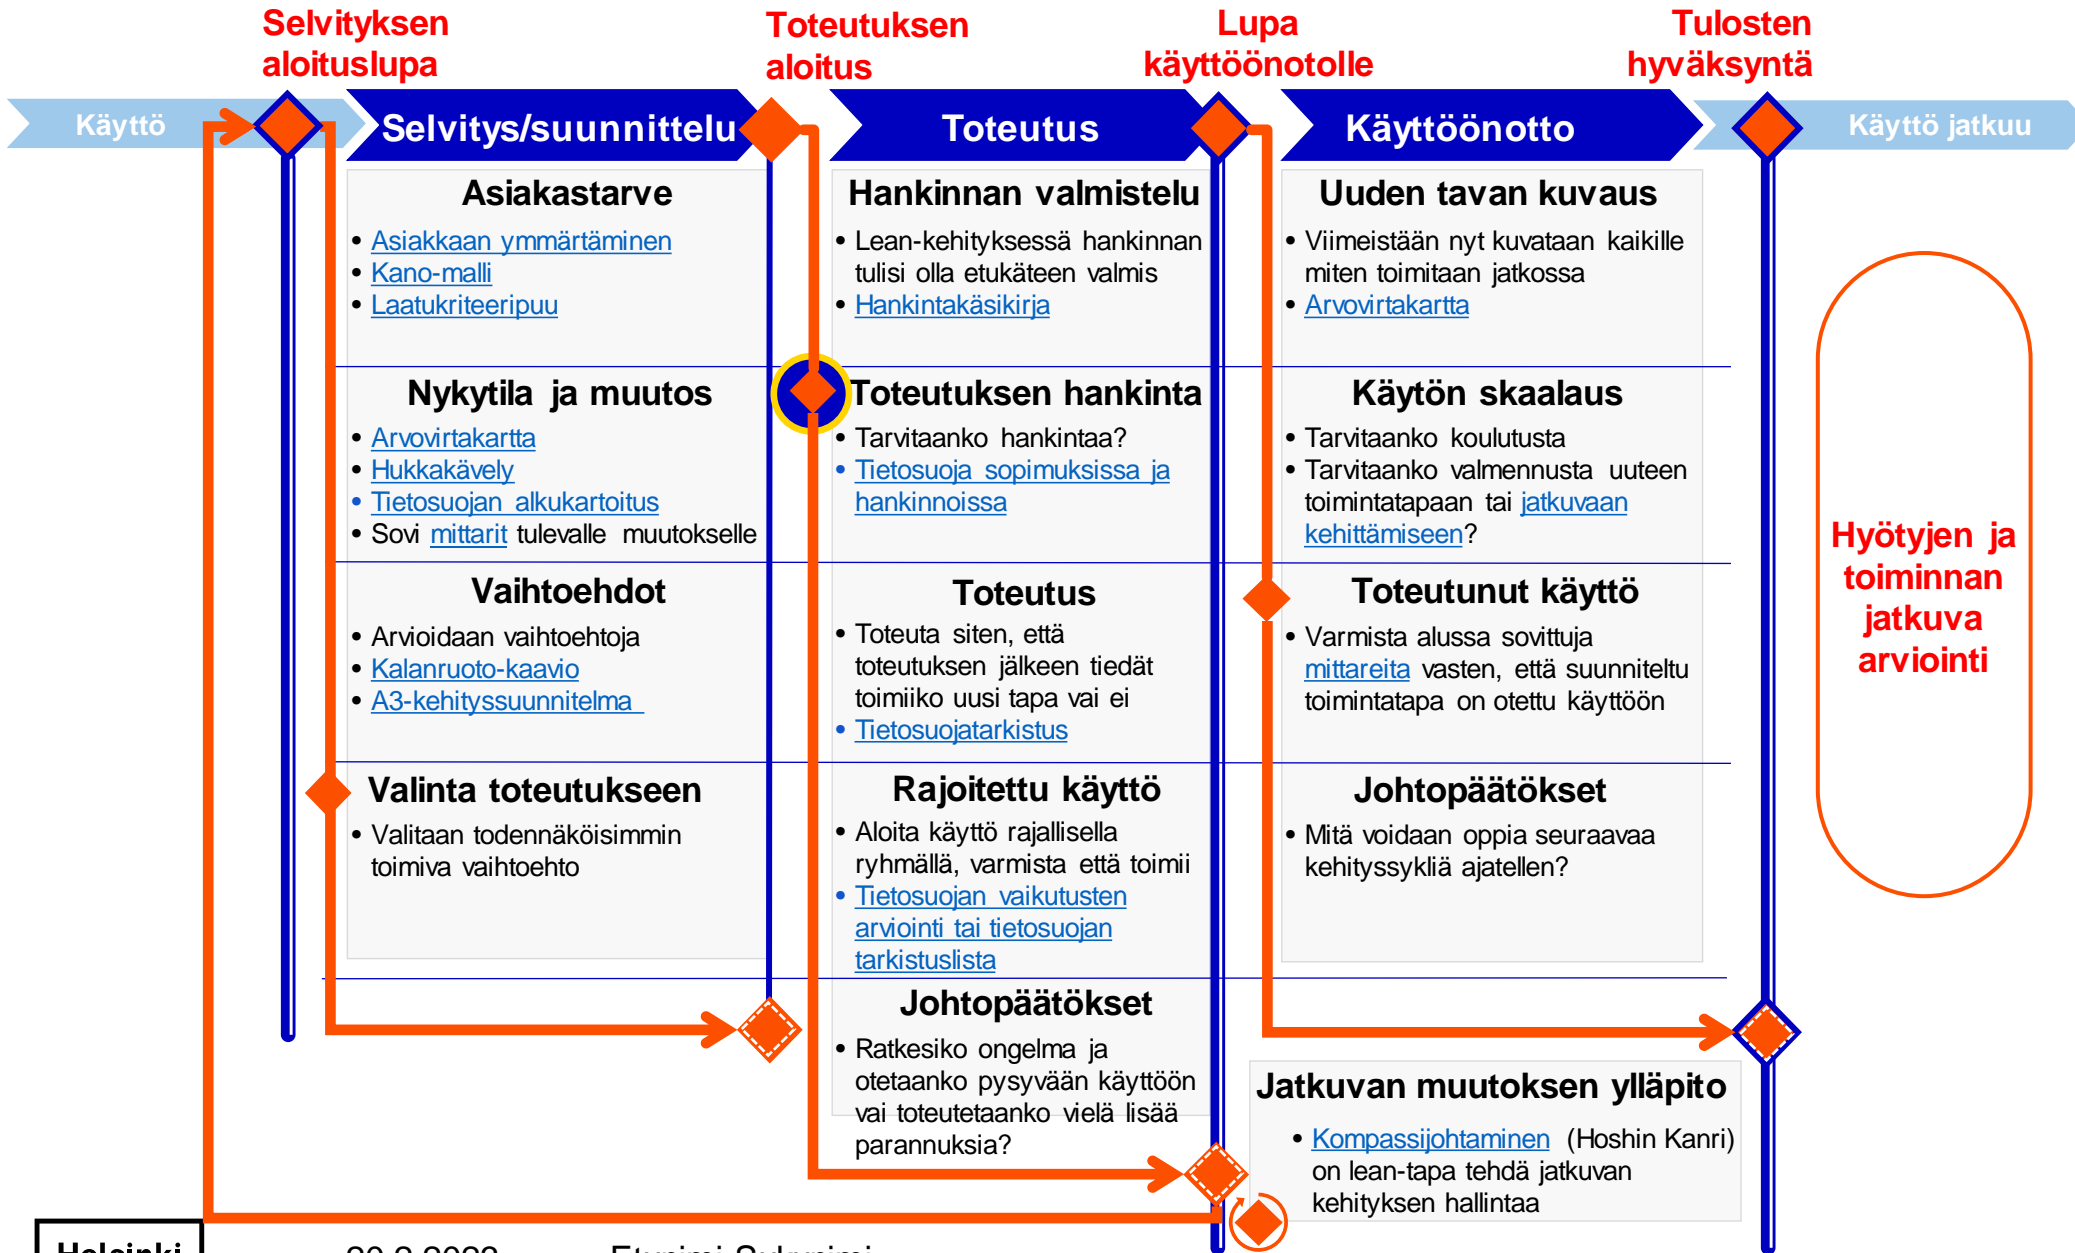 Selvityksen
aloituslupa
Toteutuksen
aloitus
Lupa
käyttöönotolle
Tulosten
hyväksyntä
Käyttö
Selvitys/suunnittelu
Toteutus
Käyttöönotto
Käyttö jatkuu
Asiakastarve
• Asiakkaan ymmärtäminen
• Kano-malli
• Laatukriteeripuu
Nykytila ja muutos
• Arvovirtakartta
• Hukkakävely
• Tietosuojan alkukartoitus
• Sovi mittarit tulevalle muutokselle
Vaihtoehdot
• Arvioidaan vaihtoehtoja
• Kalanruoto-kaavio
• A3-kehityssuunnitelma
Valinta toteutukseen
• Valitaan todennäköisimmin
toimiva vaihtoehto
Hankinnan valmistelu
• Lean-kehityksessä hankinnan
tulisi olla etukäteen valmis
• Hankintakäsikirja
Toteutuksen hankinta
• Tarvitaanko hankintaa?
• Tietosuoja sopimuksissa ja
hankinnoissa
Toteutus
• Toteuta siten, että
toteutuksen jälkeen tiedät
toimiiko uusi tapa vai ei
• Tietosuojatarkistus
Rajoitettu käyttö
• Aloita käyttö rajallisella
ryhmällä, varmista että toimii
• Tietosuojan vaikutusten
arviointi tai tietosuojan
tarkistuslista
Johtopäätökset
• Ratkesiko ongelma ja
otetaanko pysyvään käyttöön
vai toteutetaanko vielä lisää
parannuksia?
Uuden tavan kuvaus
• Viimeistään nyt kuvataan kaikille
miten toimitaan jatkossa
• Arvovirtakartta
Käytön skaalaus
• Tarvitaanko koulutusta
• Tarvitaanko valmennusta uuteen
toimintatapaan tai jatkuvaan
kehittämiseen?
Toteutunut käyttö
• Varmista alussa sovittuja
mittareita vasten, että suunniteltu
toimintatapa on otettu käyttöön
Johtopäätökset
• Mitä voidaan oppia seuraavaa
kehityssykliä ajatellen?
Jatkuvan muutoksen ylläpito
• Kompassijohtaminen (Hoshin Kanri)
on lean-tapa tehdä jatkuvan
kehityksen hallintaa
Hyötyjen ja
toiminnan
jatkuva
arviointi
Helsinki
Etunimi Sukunimi